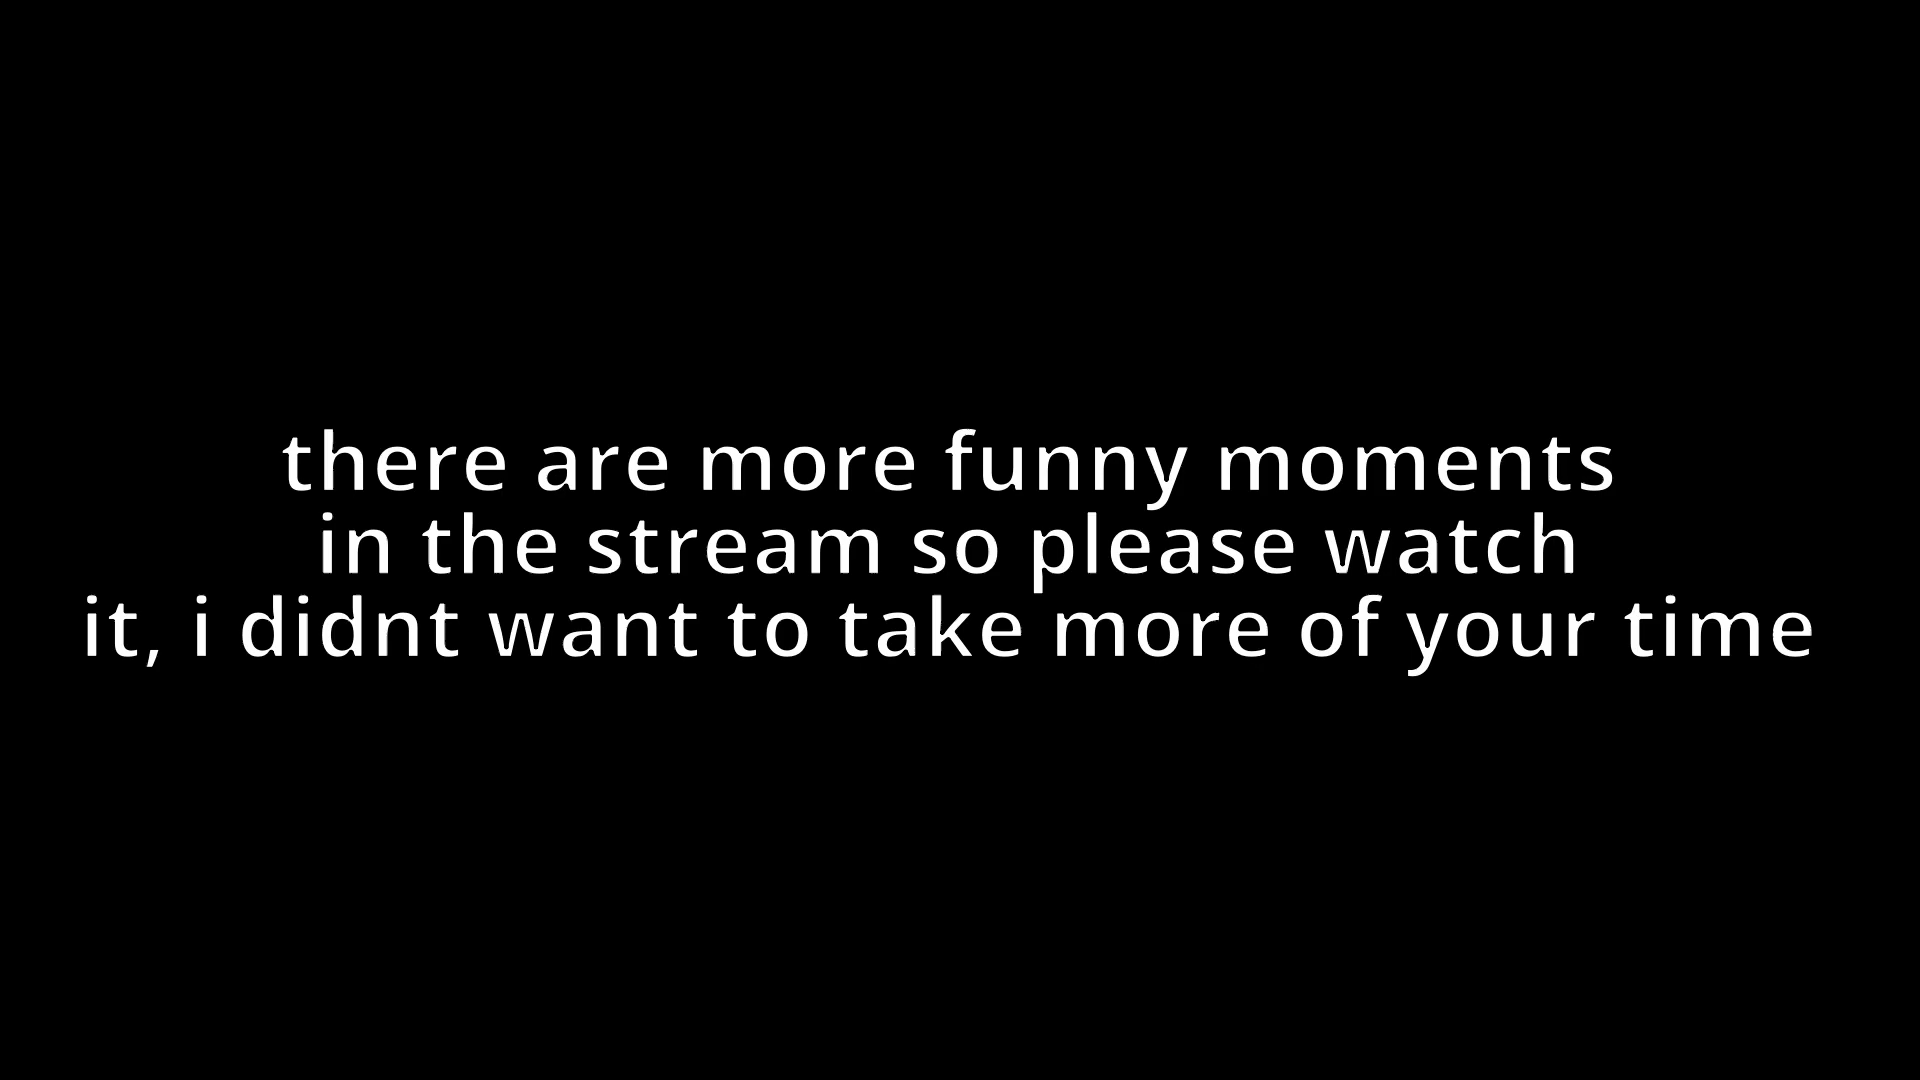 there are more funny moments
in the stream so please watch
it, i didnt want to take more of your time